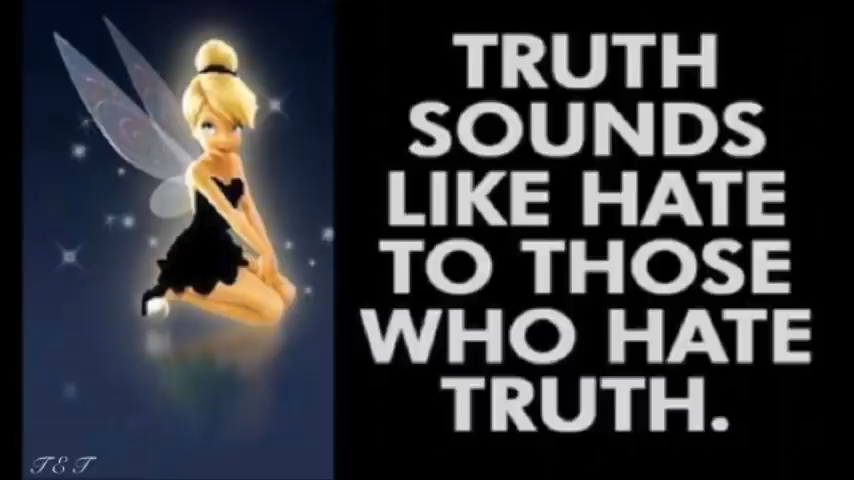 TRUTH
SOUNDS
LIKE HATE
TO THOSE
WHO HATE
TRUTH.
T&T